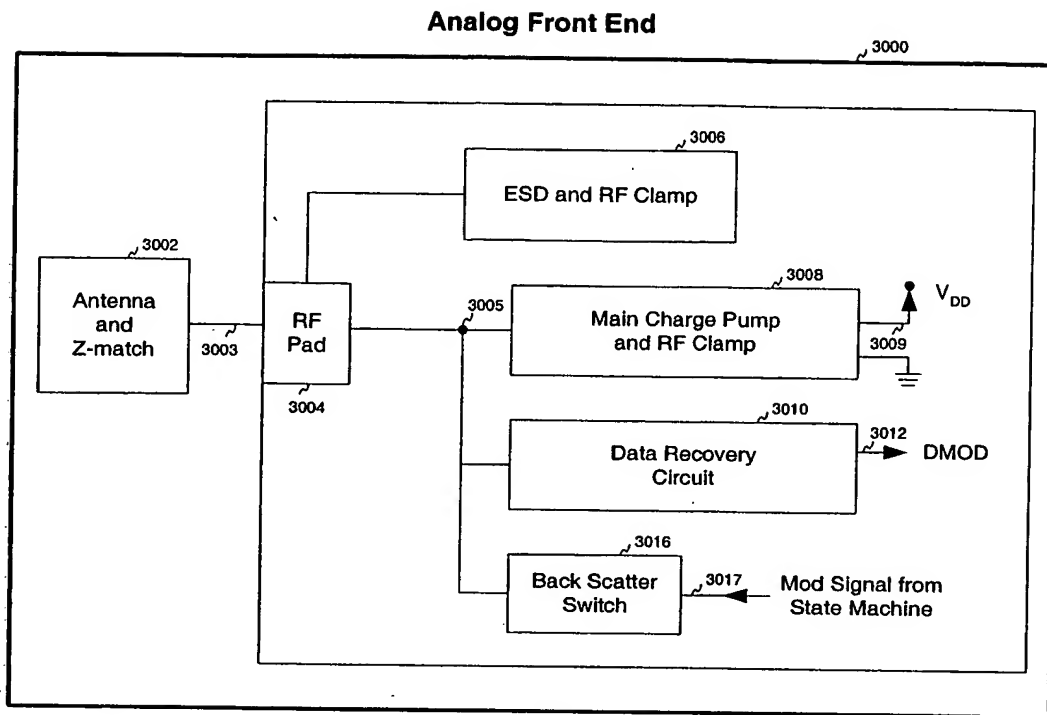 Analog Front End
3000
3006
ESD and RF Clamp
3002
Antenna
and
Z-match
3003
RF
Pad
3004
3005
3008
Main Charge Pump
and RF Clamp
VDD
3009
3010
Data Recovery
Circuit
3012
DMOD
3016
Back Scatter
Switch
3017
Mod Signal from
State Machine